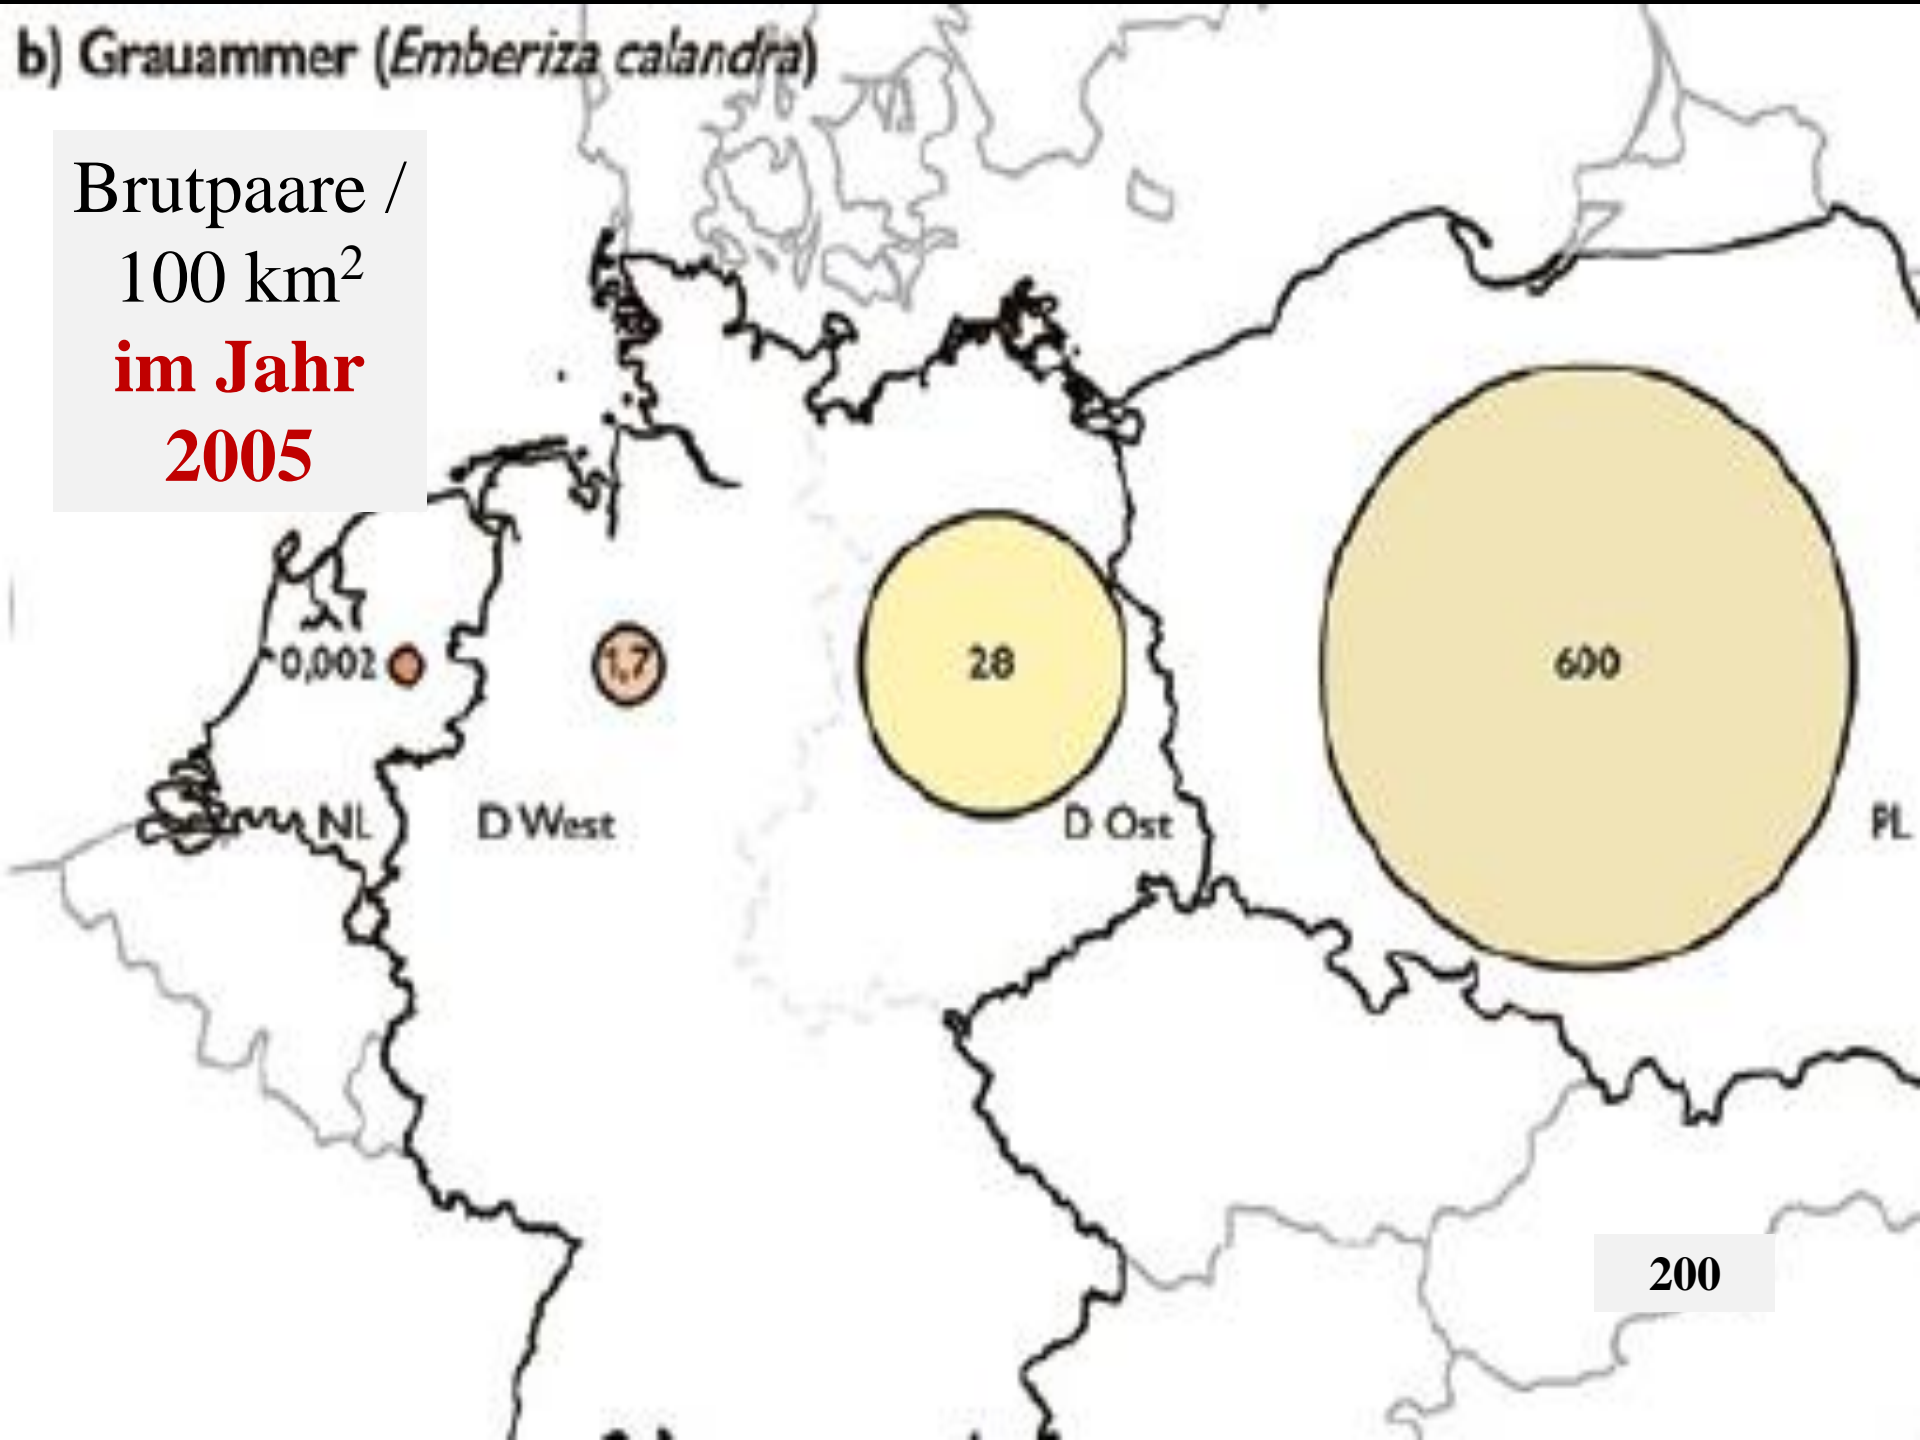 b) Grauammer (Emberiza calandra)
Brutpaare /
100 km²
im Jahr
2005
0,002
1,7
28
600
NL
D West
D Ost
PL
200